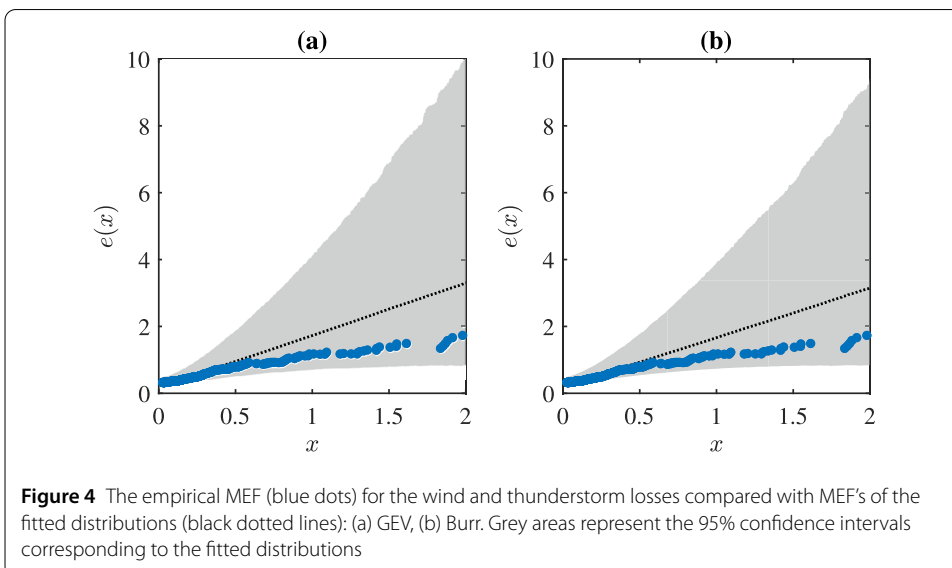 (a)
10
8
6
4
2
0
e(x)
0 0.5 1 1.5 2
x
(b)
10
8
6
4
2
0
e(x)
0 0.5 1 1.5 2
x
Figure 4 The empirical MEF (blue dots) for the wind and thunderstorm losses compared with MEF's of the
fitted distributions (black dotted lines): (a) GEV, (b) Burr. Grey areas represent the 95% confidence intervals
corresponding to the fitted distributions